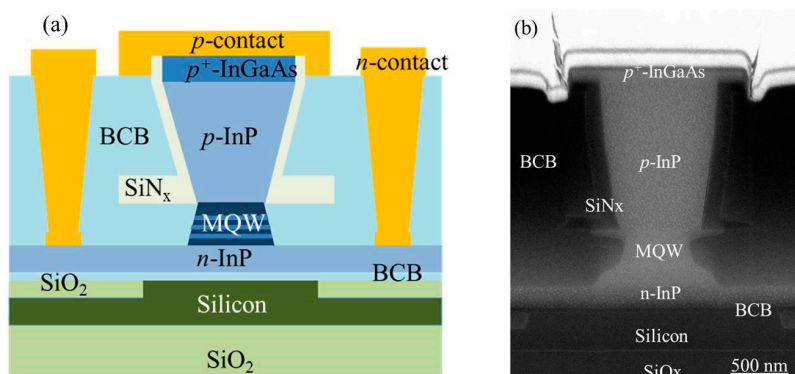 (a)
p-contact
n-contact
p⁺-InGaAs
BCB
p-InP
SiNₓ
MQW
n-InP
SiO₂
BCB
Silicon
SiO₂
(b)
p⁺-InGaAs
BCB
p-InP
SiNx
MQW
n-InP
BCB
Silicon
SiOx
500 nm